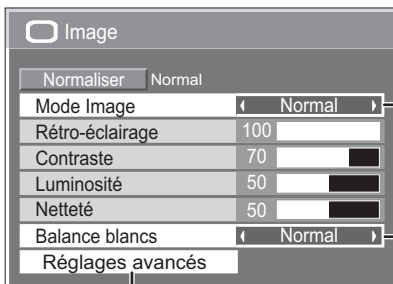 Image
Normaliser Normal
Mode Image Normal
Rétro-éclairage 100
Contraste 70
Luminosité 50
Netteté 50
Balance blancs Normal
Réglages avancés